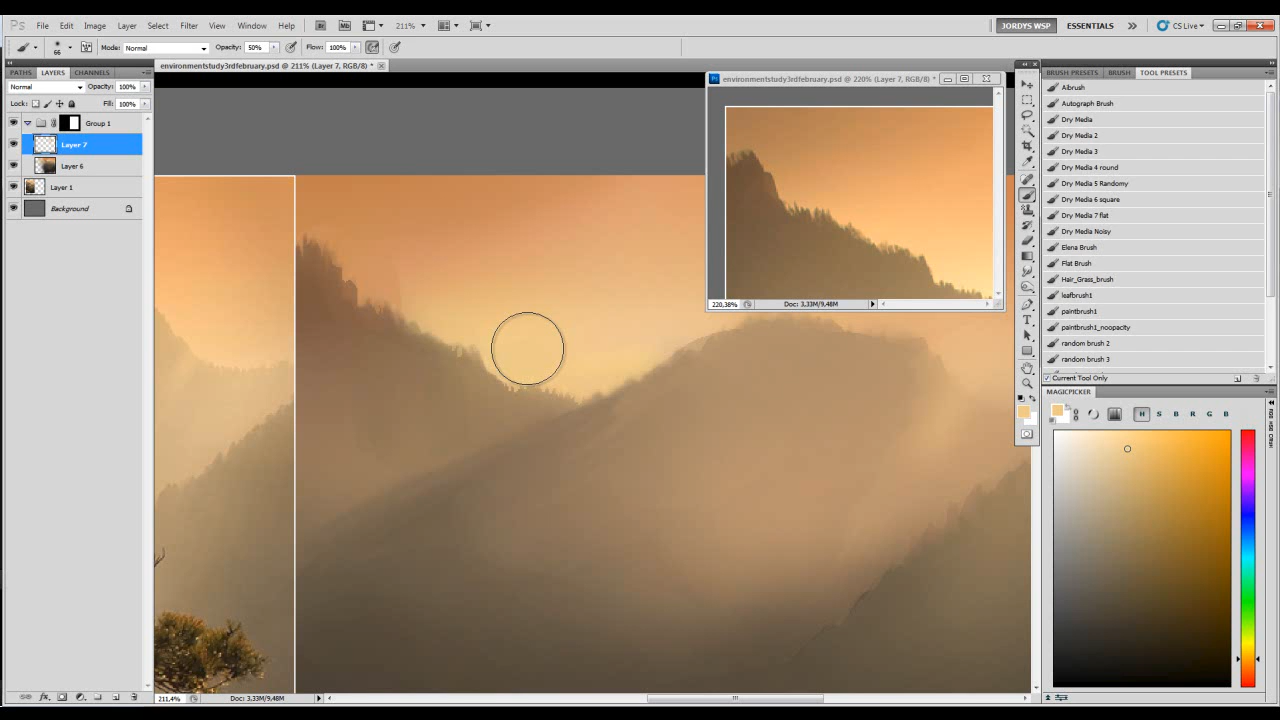 Ps File Edit Image Layer Select Filter View Window Help Br Mb 211% JORDYS WSP ESSENTIALS CS Live
66 Mode: Normal Opacity: 50% Flow: 100%
PATHS LAYERS CHANNELS
Normal Opacity: 100%
Lock: Fill: 100%
Group 1
Layer 7
Layer 6
Layer 1
Background
environmentstudy3rdfebruary.psd @ 211% (Layer 7, RGB/8) *
environmentstudy3rdfebruary.psd @ 220% (Layer 7, RGB/8) *
220,38% Doc: 3,33M/9,48M
211,4% Doc: 3,33M/9,48M
BRUSH PRESETS BRUSH TOOL PRESETS
Aibrush
Autograph Brush
Dry Media
Dry Media 2
Dry Media 3
Dry Media 4 round
Dry Media 5 Randomy
Dry Media 6 square
Dry Media 7 flat
Dry Media Noisy
Elena Brush
Flat Brush
Hair_Grass_brush
leafbrush1
paintbrush1
paintbrush1_noopacity
random brush 2
random brush 3
Current Tool Only
MAGICPICKER
H S B R G B